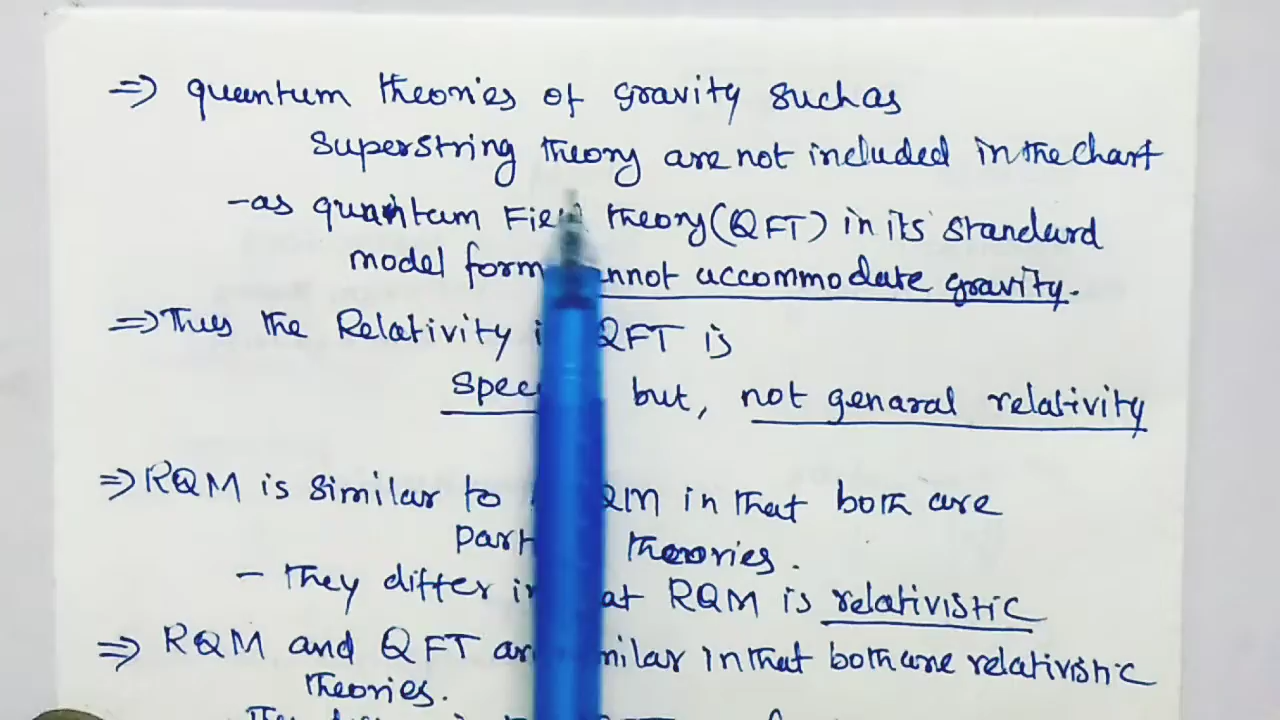 ⇒ quantum theories of gravity such as
superstring theory are not included in the chart
- as quantum Fie theory (QFT) in its standard
model form nnot accommodate gravity.
⇒ Thus the Relativity i QFT is
spec but, not genaral relativity
⇒ RQM is similar to QM in that both are
part theories.
- They differ in at RQM is relativistic
⇒ RQM and QFT ar milar in that both are relativistic
theories.